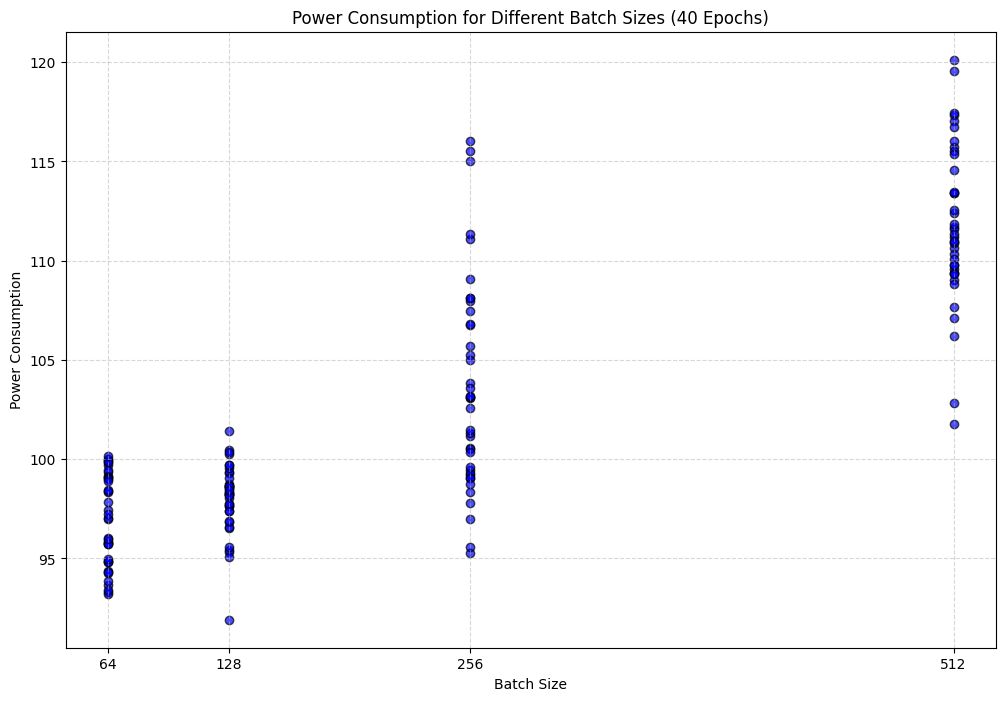 Power Consumption for Different Batch Sizes (40 Epochs)
120
115
110
105
100
95
Power Consumption
64 128 256 512
Batch Size